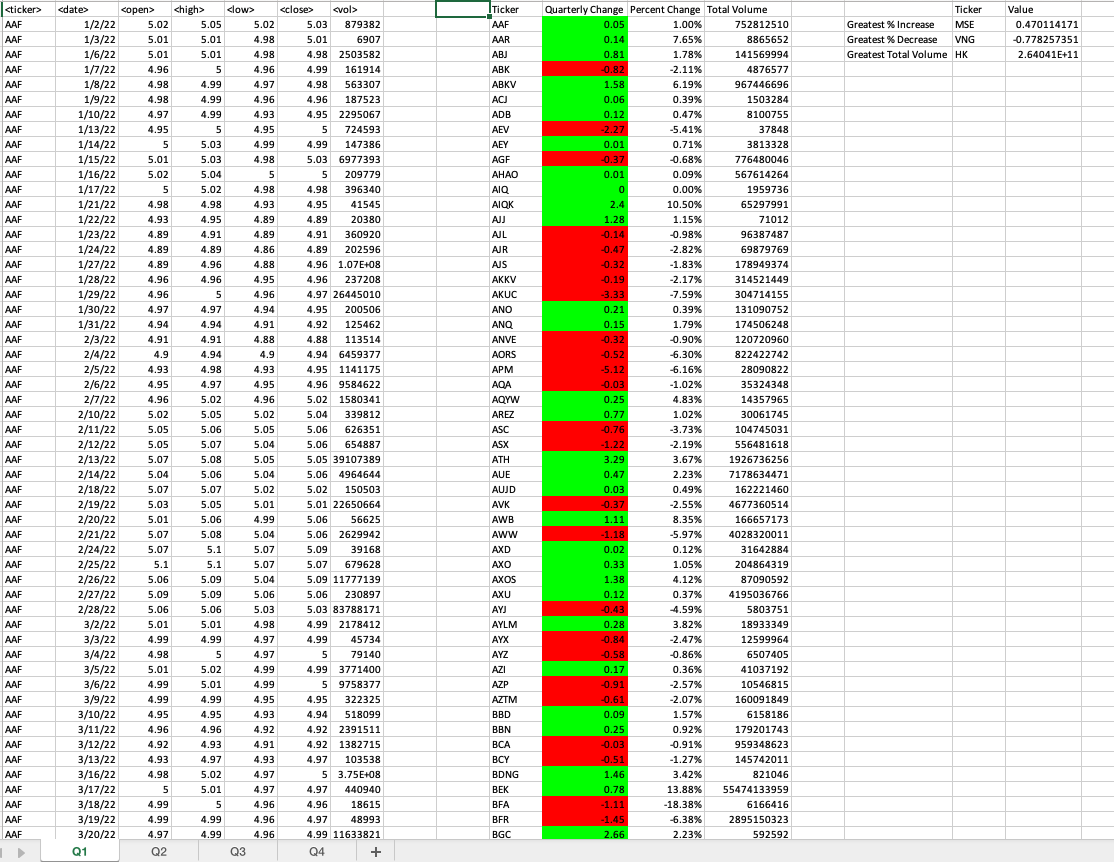 <ticker> <date> <open> <high> <low> <close> <vol> Ticker Quarterly Change Percent Change Total Volume Ticker Value
AAF 1/2/22 5.02 5.05 5.02 5.03 879382 AAF 0.05 1.00% 752812510 Greatest % Increase MSE 0.470114171
AAF 1/3/22 5.01 5.01 4.98 5.01 6907 AAR 0.14 7.65% 8865652 Greatest % Decrease VNG -0.778257351
AAF 1/6/22 5.01 5.01 4.98 4.98 2503582 ABJ 0.81 1.78% 141569994 Greatest Total Volume HK 2.64041E+11
AAF 1/7/22 4.96 5 4.96 4.99 161914 ABK -0.82 -2.11% 4876577
AAF 1/8/22 4.98 4.99 4.97 4.98 563307 ABKV 1.58 6.19% 967446696
AAF 1/9/22 4.98 4.99 4.96 4.96 187523 ACJ 0.06 0.39% 1503284
AAF 1/10/22 4.97 4.99 4.93 4.95 2295067 ADB 0.12 0.47% 8100755
AAF 1/13/22 4.95 5 4.95 5 724593 AEV -2.27 -5.41% 37848
AAF 1/14/22 5 5.03 4.99 4.99 147386 AEY 0.01 0.71% 3813328
AAF 1/15/22 5.01 5.03 4.98 5.03 6977393 AGF -0.37 -0.68% 776480046
AAF 1/16/22 5.02 5.04 5 5 209779 AHAO 0.01 0.09% 567614264
AAF 1/17/22 5 5.02 4.98 4.98 396340 AIQ 0 0.00% 1959736
AAF 1/21/22 4.98 4.98 4.93 4.95 41545 AIQK 2.4 10.50% 65297991
AAF 1/22/22 4.93 4.95 4.89 4.89 20380 AJJ 1.28 1.15% 71012
AAF 1/23/22 4.89 4.91 4.89 4.91 360920 AJL -0.14 -0.98% 96387487
AAF 1/24/22 4.89 4.89 4.86 4.89 202596 AJR -0.47 -2.82% 69879769
AAF 1/27/22 4.89 4.96 4.88 4.96 1.07E+08 AJS -0.32 -1.83% 178949374
AAF 1/28/22 4.96 4.96 4.96 4.95 237208 AKKV -0.19 -2.17% 314521449
AAF 1/29/22 4.96 5 4.96 4.97 26445010 AKUC -3.33 -7.59% 304714155
AAF 1/30/22 4.97 4.97 4.94 4.95 200506 ANO 0.21 0.39% 131090752
AAF 1/31/22 4.94 4.94 4.91 4.92 125462 ANQ 0.15 1.79% 174506248
AAF 2/3/22 4.91 4.91 4.88 4.88 113514 ANVE -0.32 -0.90% 120720960
AAF 2/4/22 4.9 4.94 4.9 4.94 6459377 AORS -0.52 -6.30% 822422742
AAF 2/5/22 4.93 4.98 4.93 4.95 1141175 APM -5.12 -6.16% 28090822
AAF 2/6/22 4.95 4.97 4.95 4.96 9584622 AQA -0.03 -1.02% 35324348
AAF 2/7/22 4.96 5.02 4.96 5.02 1580341 AQYW 0.25 4.83% 14357965
AAF 2/10/22 5.02 5.05 5.02 5.04 339812 AREZ 0.77 1.02% 30061745
AAF 2/11/22 5.05 5.07 5.05 5.06 626351 ASC -0.76 -3.73% 104745031
AAF 2/12/22 5.05 5.07 5.04 5.06 654887 ASX -1.22 -2.19% 556481618
AAF 2/13/22 5.07 5.08 5.05 5.05 39107389 ATH 3.29 3.67% 1926736256
AAF 2/14/22 5.04 5.06 5.04 5.06 4964644 AUE 0.47 2.23% 7178634471
AAF 2/18/22 5.07 5.07 5.02 5.02 150503 AUJD 0.03 0.49% 162221460
AAF 2/19/22 5.03 5.05 5.01 5.01 22650664 AVK -0.37 -2.55% 4677360514
AAF 2/20/22 5.01 5.06 4.99 5.06 56625 AWB 1.11 8.35% 166657173
AAF 2/21/22 5.07 5.08 5.04 5.06 2629942 AWW -1.18 -5.97% 4028320011
AAF 2/24/22 5.07 5.1 5.07 5.09 39168 AXD 0.02 0.12% 31642884
AAF 2/25/22 5.1 5.1 5.07 5.07 679628 AXO 0.33 1.05% 204864319
AAF 2/26/22 5.06 5.09 5.04 5.09 11777139 AXOS 1.38 4.12% 87090592
AAF 2/27/22 5.09 5.09 5.06 5.06 230897 AXU 0.12 0.37% 4195036766
AAF 2/28/22 5.06 5.06 5.03 5.03 83788171 AYJ -0.43 -4.59% 5803751
AAF 3/2/22 5.01 5.01 4.98 4.99 2178412 AYLM 0.28 3.82% 18933349
AAF 3/3/22 4.99 4.99 4.97 4.99 45734 AYX -0.84 -2.47% 12599964
AAF 3/4/22 4.98 5 4.97 5 79140 AYZ -0.58 -0.86% 6507405
AAF 3/5/22 5.01 5.02 4.99 4.99 3771400 AZI 0.17 0.36% 41037192
AAF 3/6/22 4.99 5.01 4.99 5 9758377 AZP -0.91 -2.57% 10546815
AAF 3/9/22 4.99 4.99 4.95 4.95 322325 AZTM -0.61 -2.07% 160091849
AAF 3/10/22 4.95 4.95 4.93 4.94 518099 BBD 0.09 1.57% 6158186
AAF 3/11/22 4.96 4.96 4.92 4.92 2391511 BBN 0.25 0.92% 179201743
AAF 3/12/22 4.92 4.93 4.91 4.92 1382715 BCA -0.03 -0.91% 959348623
AAF 3/13/22 4.93 4.97 4.93 4.97 103538 BCY -0.51 -1.27% 145742011
AAF 3/16/22 4.98 5.02 4.97 5 3.75E+08 BDNG 1.46 3.42% 821046
AAF 3/17/22 5 5.01 4.97 4.97 440940 BEK 0.78 13.88% 55474133959
AAF 3/18/22 4.99 5 4.96 4.96 18615 BFA -1.11 -18.38% 6166416
AAF 3/19/22 4.99 4.99 4.96 4.97 48993 BFR -1.45 -6.38% 2895150323
AAF 3/20/22 4.97 4.99 4.96 4.99 11633821 BGC 2.66 2.23% 592592
Q1 Q2 Q3 Q4 +